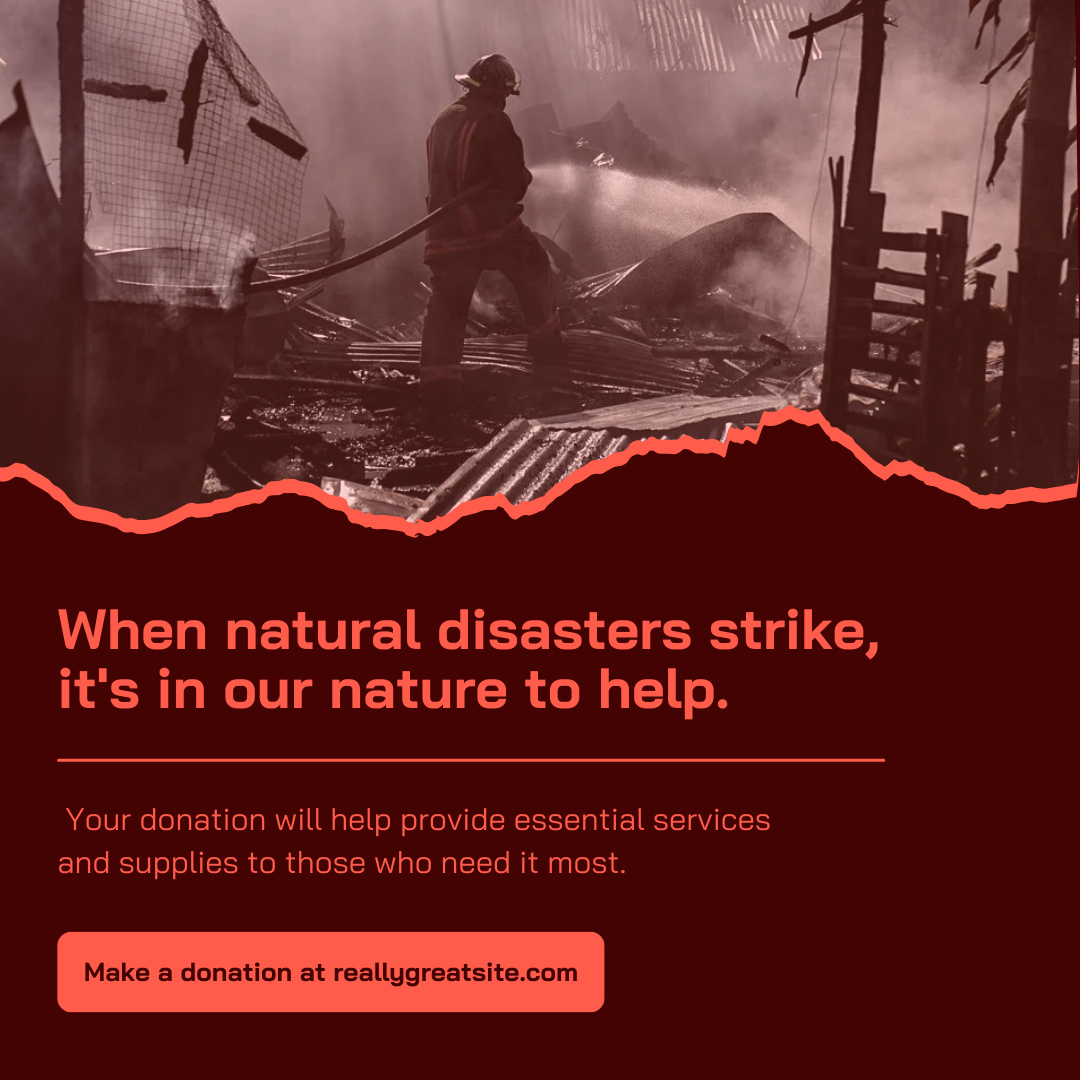 When natural disasters strike,
it's in our nature to help.
Your donation will help provide essential services
and supplies to those who need it most.
Make a donation at reallygreatsite.com